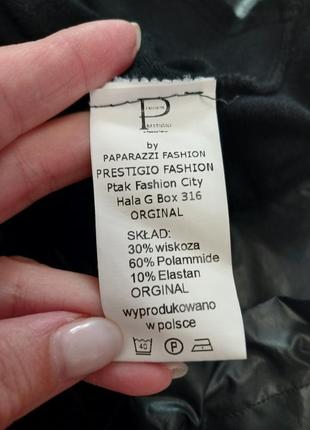 P
by
PAPARAZZI FASHION
PRESTIGIO FASHION
Ptak Fashion City
Hala G Box 316
ORGINAL
SKŁAD:
30% wiskoza
60% Polammide
10% Elastan
ORGINAL
wyprodukowano
w polsce
40 P